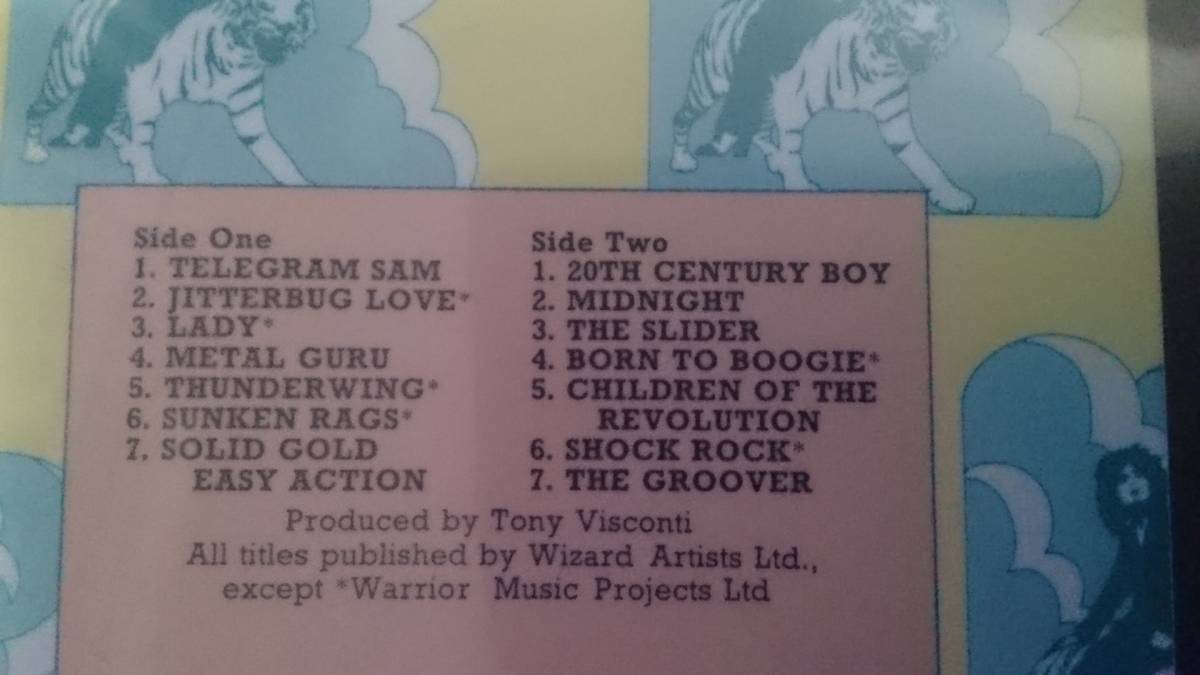 Side One
1. TELEGRAM SAM
2. JITTERBUG LOVE*
3. LADY*
4. METAL GURU
5. THUNDERWING*
6. SUNKEN RAGS*
7. SOLID GOLD
EASY ACTION
Side Two
1. 20TH CENTURY BOY
2. MIDNIGHT
3. THE SLIDER
4. BORN TO BOOGIE*
5. CHILDREN OF THE
REVOLUTION
6. SHOCK ROCK*
7. THE GROOVER
Produced by Tony Visconti
All titles published by Wizard Artists Ltd.,
except *Warrior Music Projects Ltd